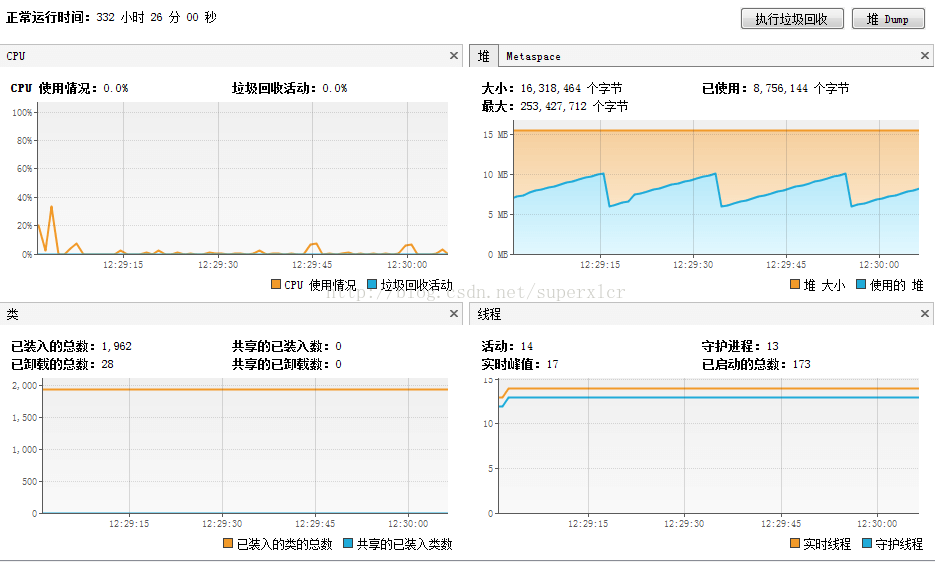 正常运行时间: 332 小时 26 分 00 秒
执行垃圾回收
堆 Dump
CPU
CPU 使用情况: 0.0%
垃圾回收活动: 0.0%
100%
80%
60%
40%
20%
0%
12:29:15 12:29:30 12:29:45 12:30:00
CPU 使用情况 垃圾回收活动
堆 Metaspace
大小: 16,318,464 个字节
已使用: 8,756,144 个字节
最大: 253,427,712 个字节
15 MB
10 MB
5 MB
0 MB
12:29:15 12:29:30 12:29:45 12:30:00
堆 大小 使用的 堆
http://blog.csdn.net/superxlcr
类
已装入的总数: 1,962
共享的已装入数: 0
已卸载的总数: 28
共享的已卸载数: 0
2,000
1,500
1,000
500
0
12:29:15 12:29:30 12:29:45 12:30:00
已装入的类的总数 共享的已装入类数
线程
活动: 14
守护进程: 13
实时峰值: 17
已启动的总数: 173
15
10
5
0
12:29:15 12:29:30 12:29:45 12:30:00
实时线程 守护线程